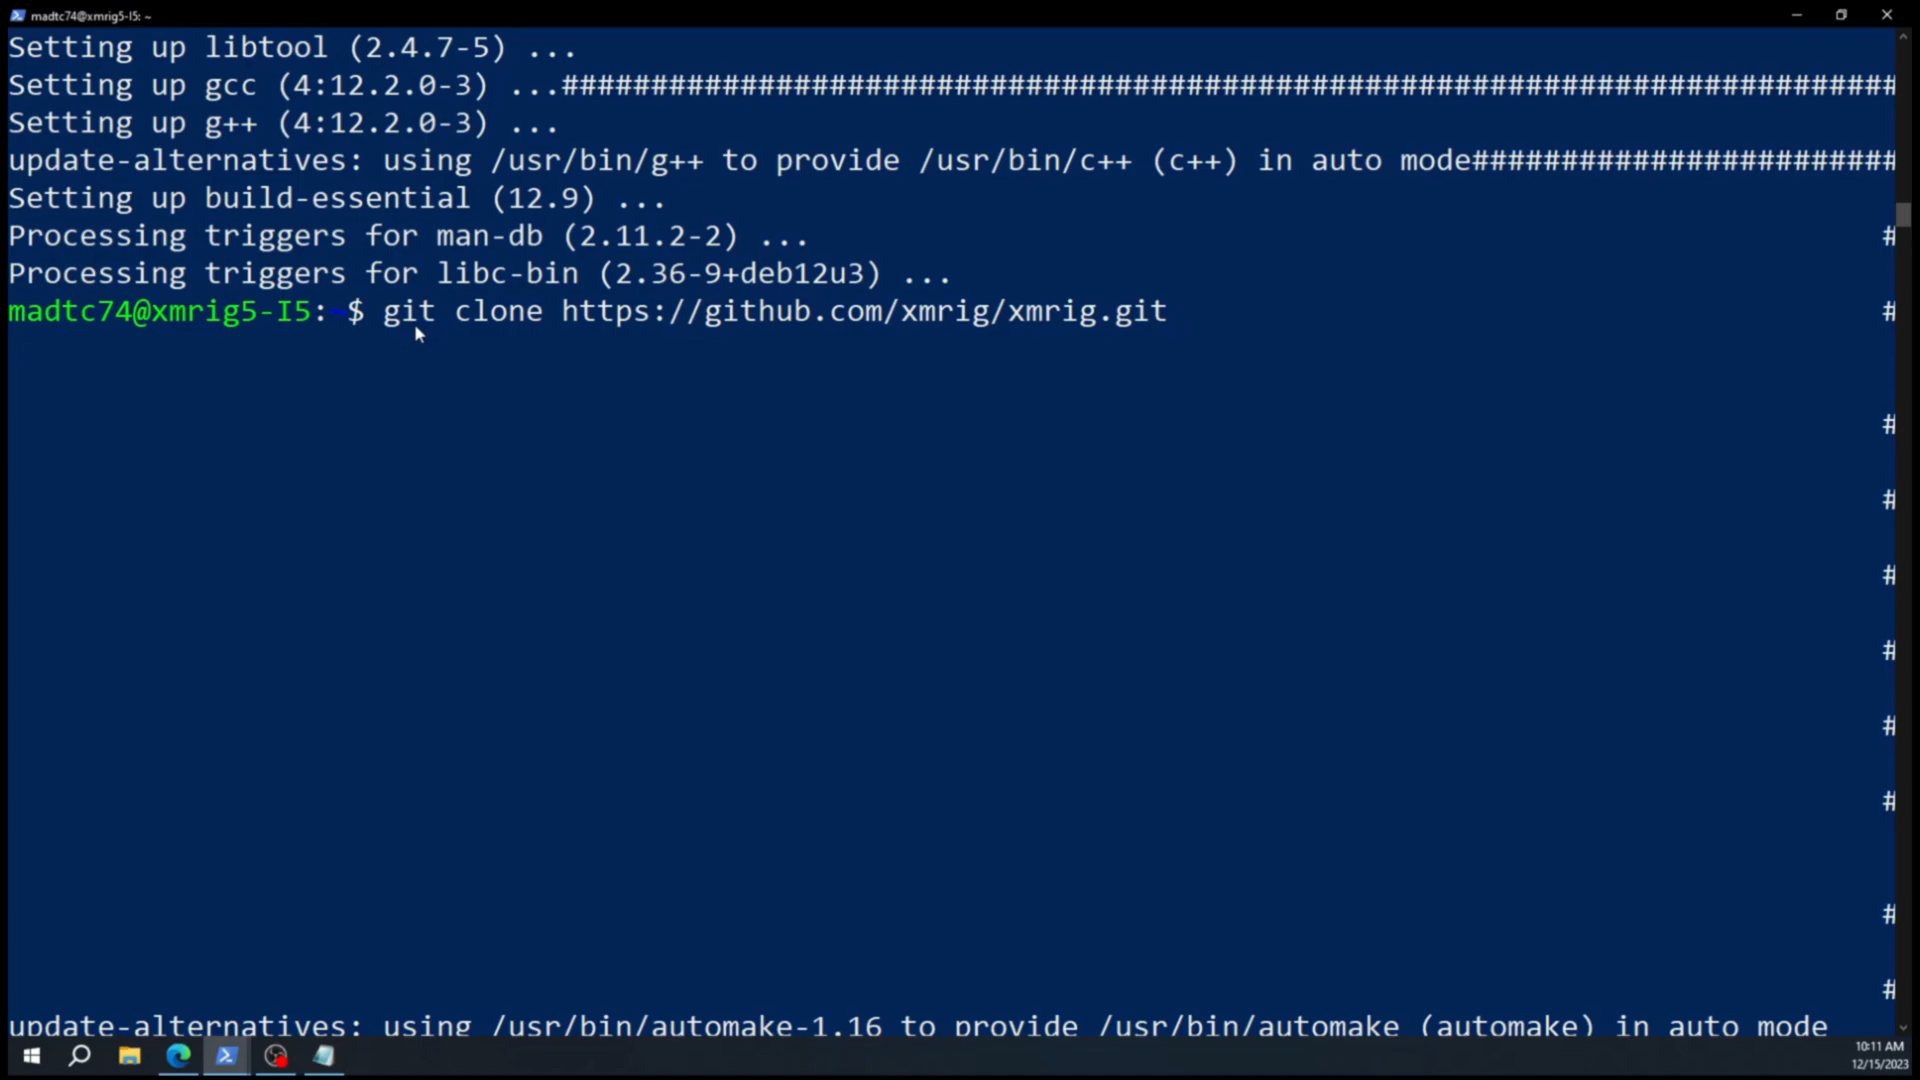 madtc74@xmrig5-I5: ~
Setting up libtool (2.4.7-5) ...
Setting up gcc (4:12.2.0-3) ...###########################################################################
Setting up g++ (4:12.2.0-3) ...
update-alternatives: using /usr/bin/g++ to provide /usr/bin/c++ (c++) in auto mode########################
Setting up build-essential (12.9) ...
Processing triggers for man-db (2.11.2-2) ...                                                            #
Processing triggers for libc-bin (2.36-9+deb12u3) ...
madtc74@xmrig5-I5:~$ git clone https://github.com/xmrig/xmrig.git                                        #
#
#
#
#
#
#
#
#
update-alternatives: using /usr/bin/automake-1.16 to provide /usr/bin/automake (automake) in auto mode
10:11 AM
12/15/2023